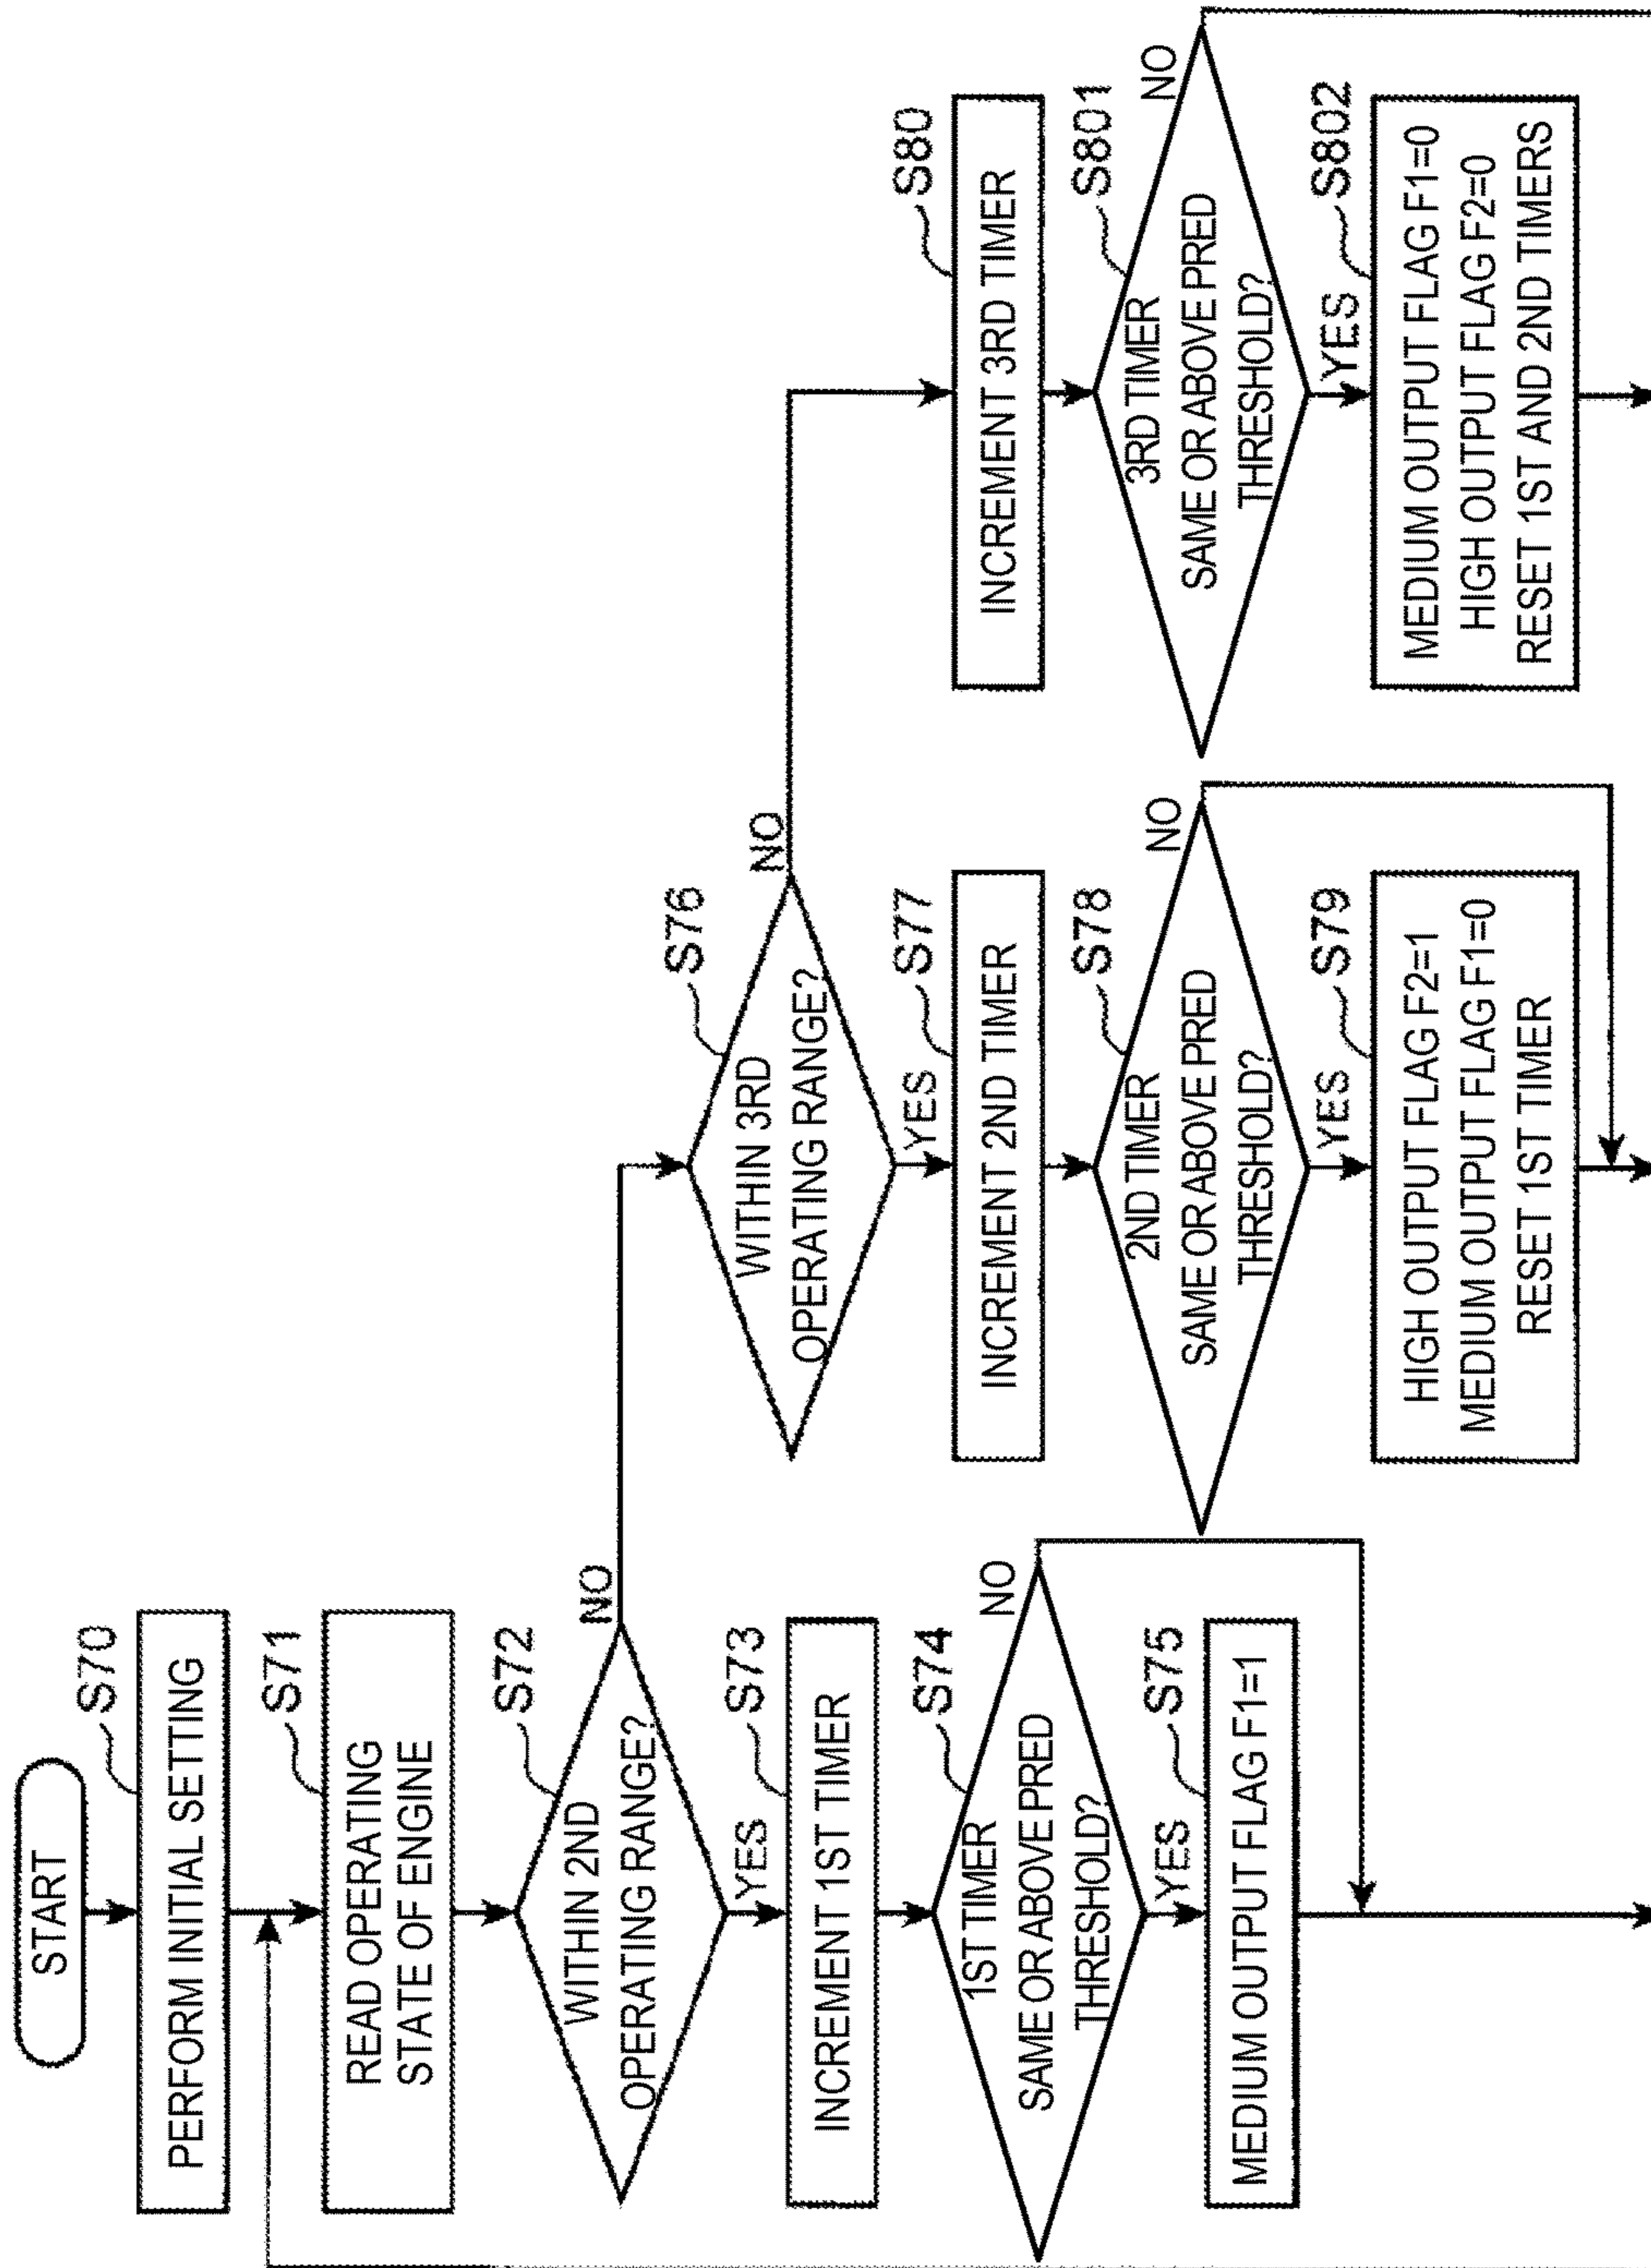 START
S70
PERFORM INITIAL SETTING
S71
READ OPERATING
STATE OF ENGINE
S72
WITHIN 2ND
OPERATING RANGE?
NO
YES
S73
INCREMENT 1ST TIMER
S74
1ST TIMER
SAME OR ABOVE PRED
THRESHOLD?
NO
YES
S75
MEDIUM OUTPUT FLAG F1=1
S76
WITHIN 3RD
OPERATING RANGE?
NO
YES
S77
INCREMENT 2ND TIMER
S78
2ND TIMER
SAME OR ABOVE PRED
THRESHOLD?
NO
YES
S79
HIGH OUTPUT FLAG F2=1
MEDIUM OUTPUT FLAG F1=0
RESET 1ST TIMER
S80
INCREMENT 3RD TIMER
S801
3RD TIMER
SAME OR ABOVE PRED
THRESHOLD?
NO
YES
S802
MEDIUM OUTPUT FLAG F1=0
HIGH OUTPUT FLAG F2=0
RESET 1ST AND 2ND TIMERS